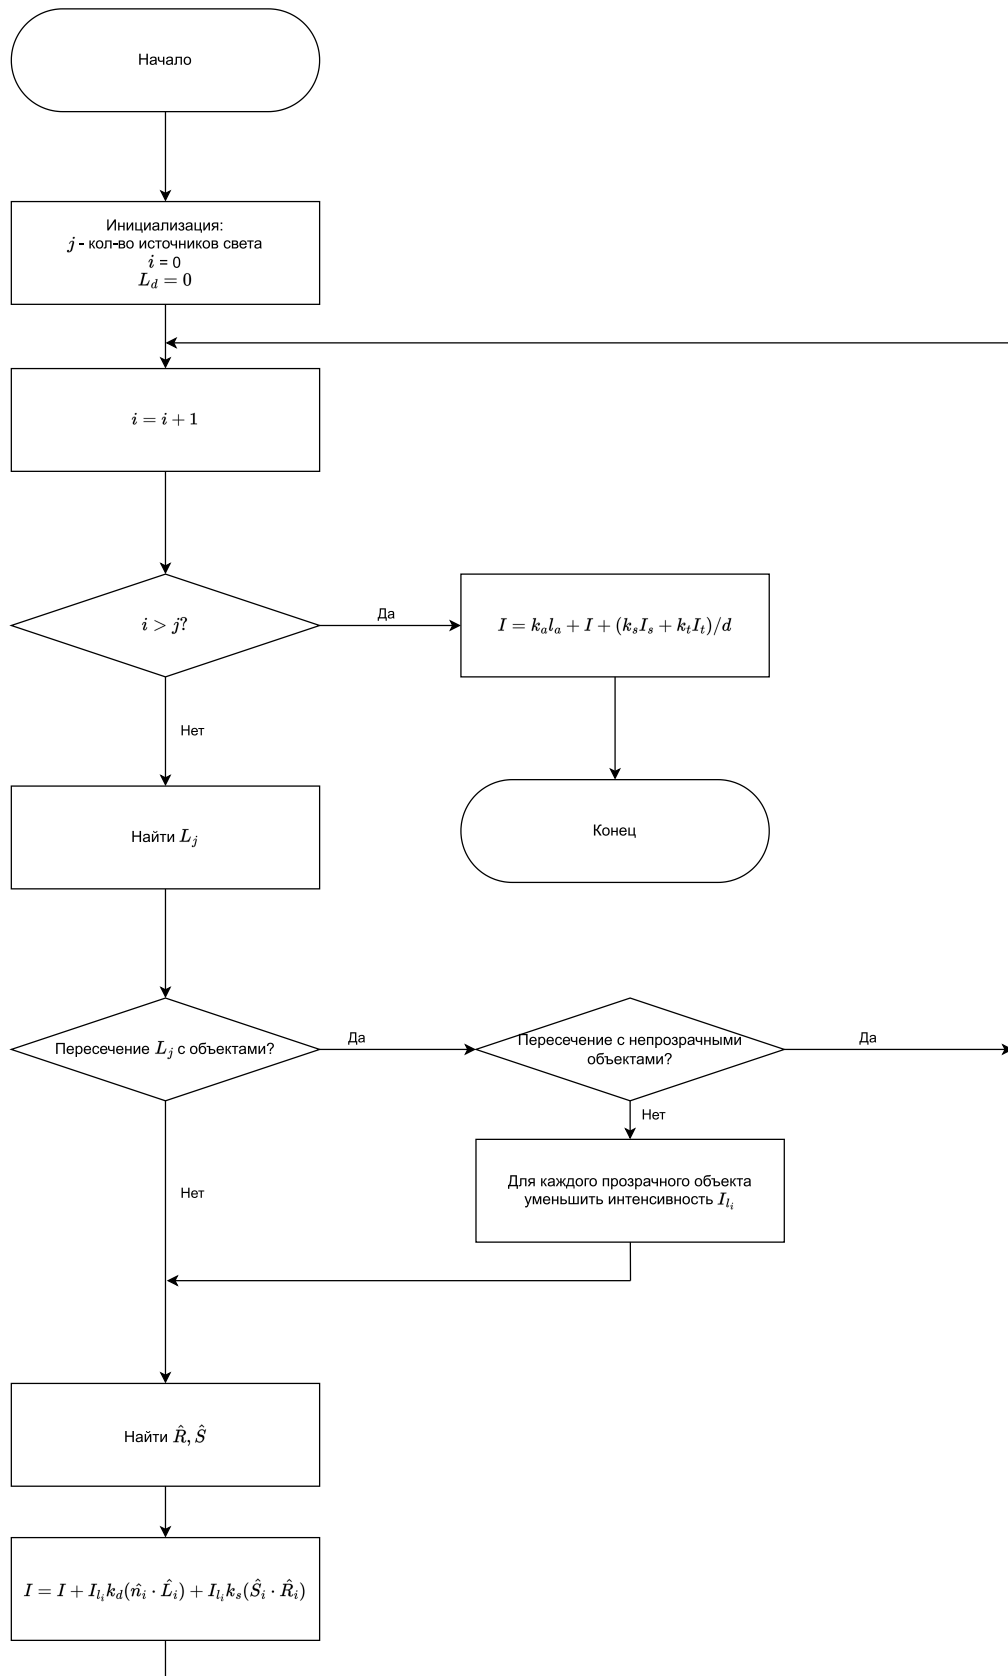 Начало
Инициализация:
j - кол-во источников света
i = 0
L_d = 0
i = i + 1
i > j?
Да
I = k_a l_a + I + (k_s I_s + k_t I_t)/d
Нет
Конец
Найти L_j
Пересечение L_j с объектами?
Да
Пересечение с непрозрачными
объектами?
Да
Нет
Для каждого прозрачного объекта
уменьшить интенсивность I_{l_i}
Нет
Найти R̂, Ŝ
I = I + I_{l_i} k_d(n̂_i · L̂_i) + I_{l_i} k_s(Ŝ_i · R̂_i)